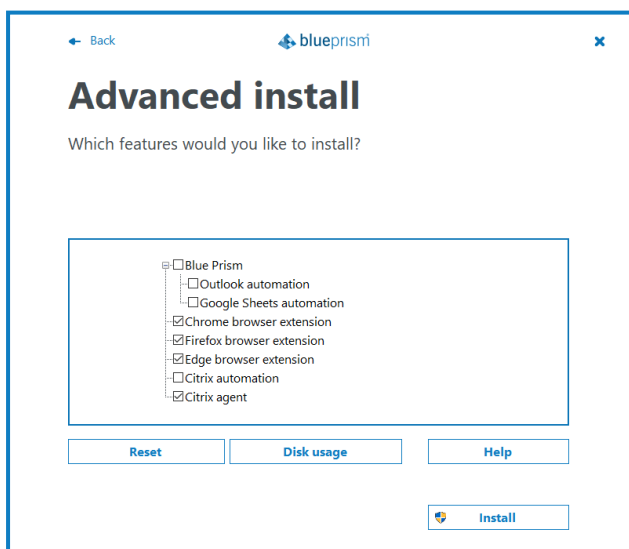 Back
blueprism
Advanced install
Which features would you like to install?
Blue Prism
Outlook automation
Google Sheets automation
Chrome browser extension
Firefox browser extension
Edge browser extension
Citrix automation
Citrix agent
Reset Disk usage Help
Install